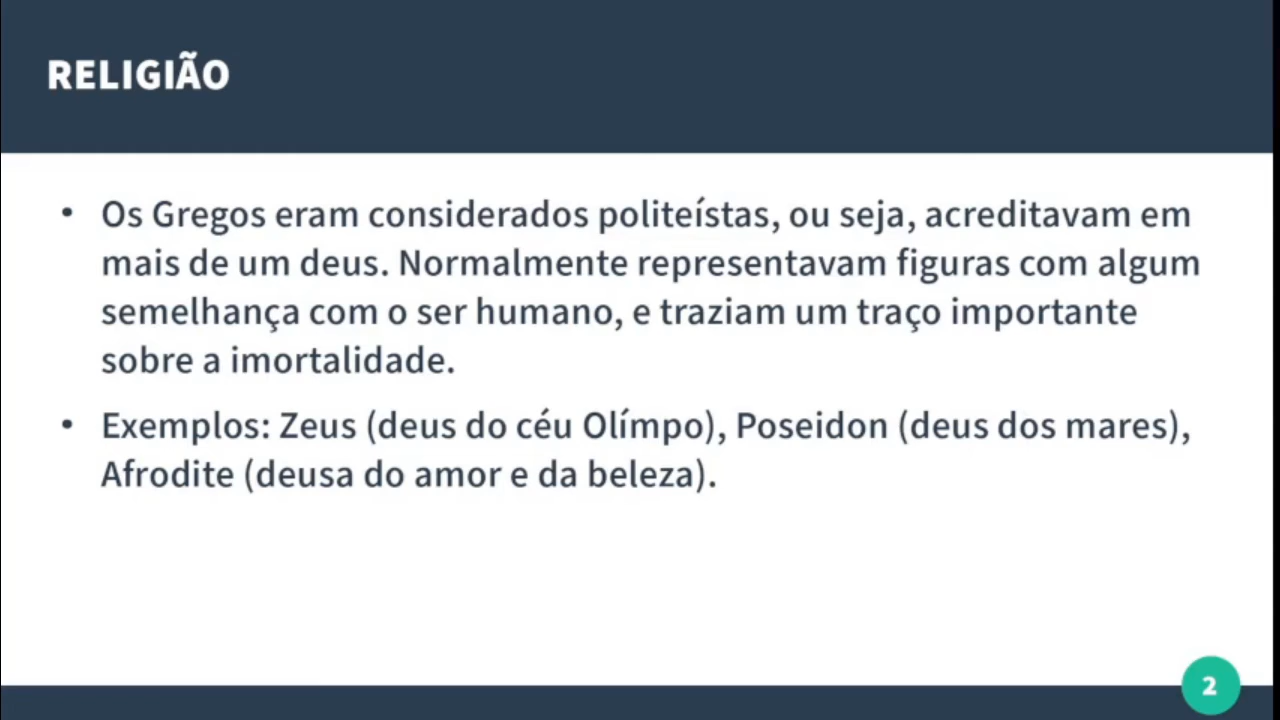 RELIGIÃO
• Os Gregos eram considerados politeístas, ou seja, acreditavam em
mais de um deus. Normalmente representavam figuras com algum
semelhança com o ser humano, e traziam um traço importante
sobre a imortalidade.
• Exemplos: Zeus (deus do céu Olímpo), Poseidon (deus dos mares),
Afrodite (deusa do amor e da beleza).
2